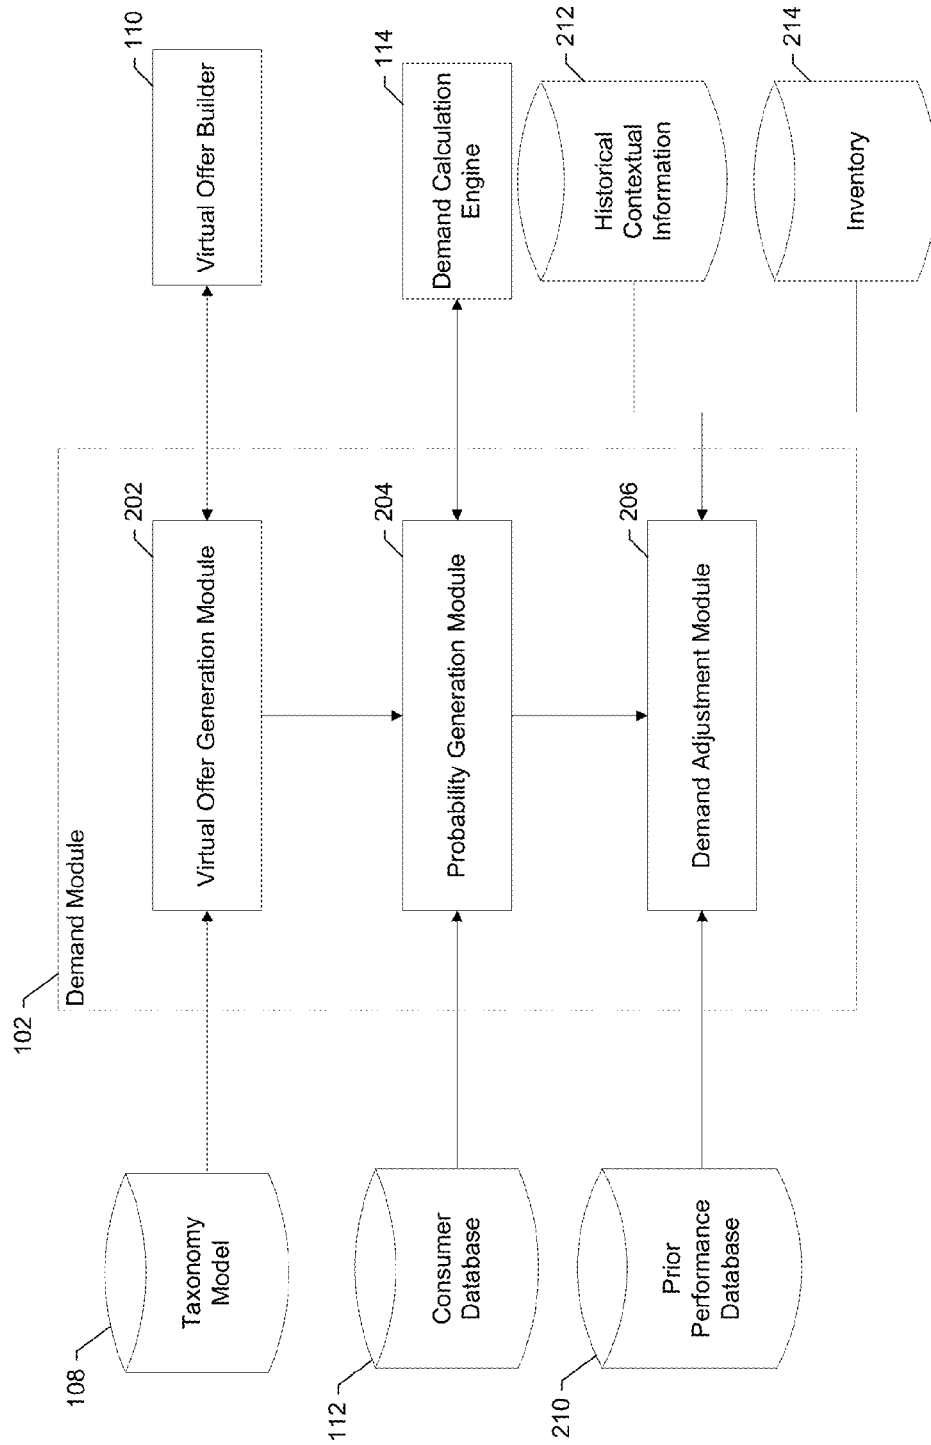 102
Demand Module
108
Taxonomy
Model
202
Virtual Offer Generation Module
110
Virtual Offer Builder
112
Consumer
Database
204
Probability Generation Module
114
Demand Calculation
Engine
210
Prior
Performance
Database
206
Demand Adjustment Module
212
Historical
Contextual
Information
214
Inventory